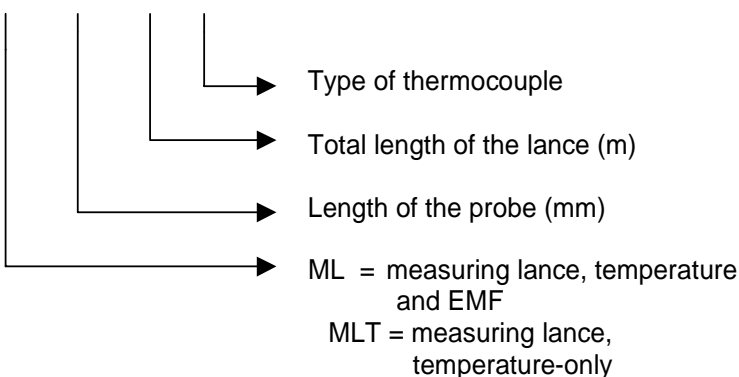 Type of thermocouple
Total length of the lance (m)
Length of the probe (mm)
ML = measuring lance, temperature
and EMF
MLT = measuring lance,
temperature-only